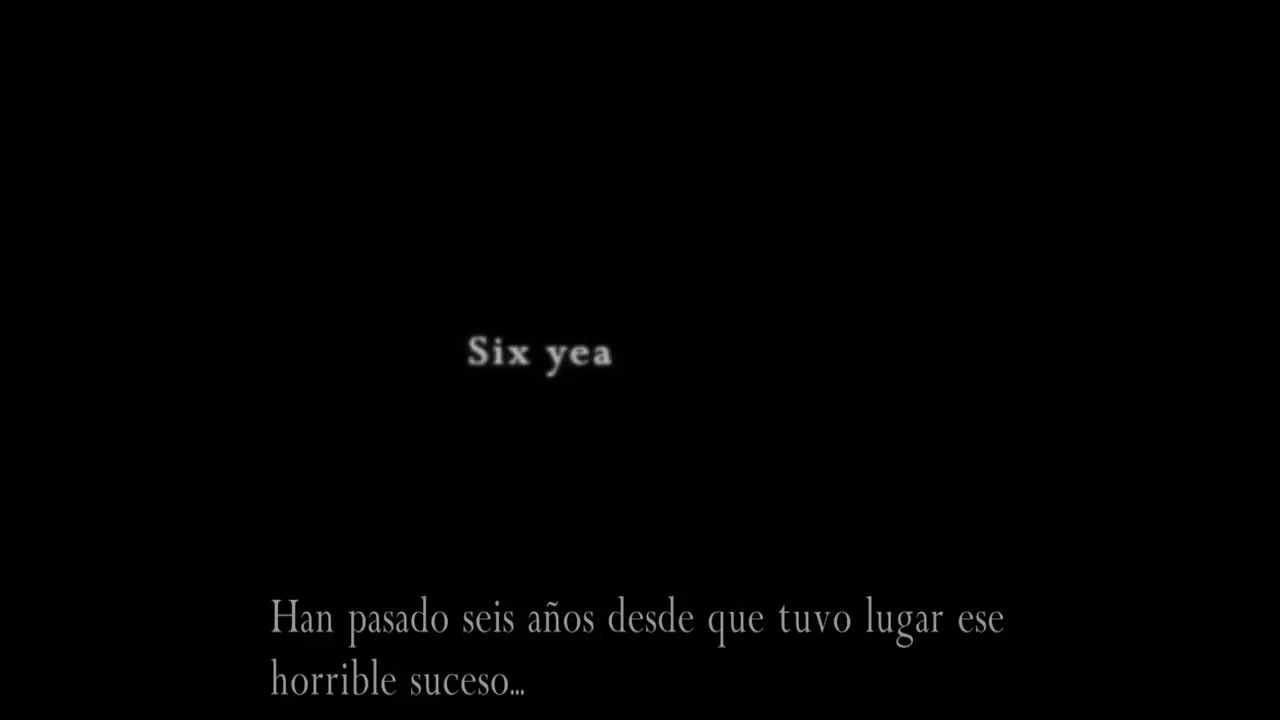 Six yea
Han pasado seis años desde que tuvo lugar ese
horrible suceso...